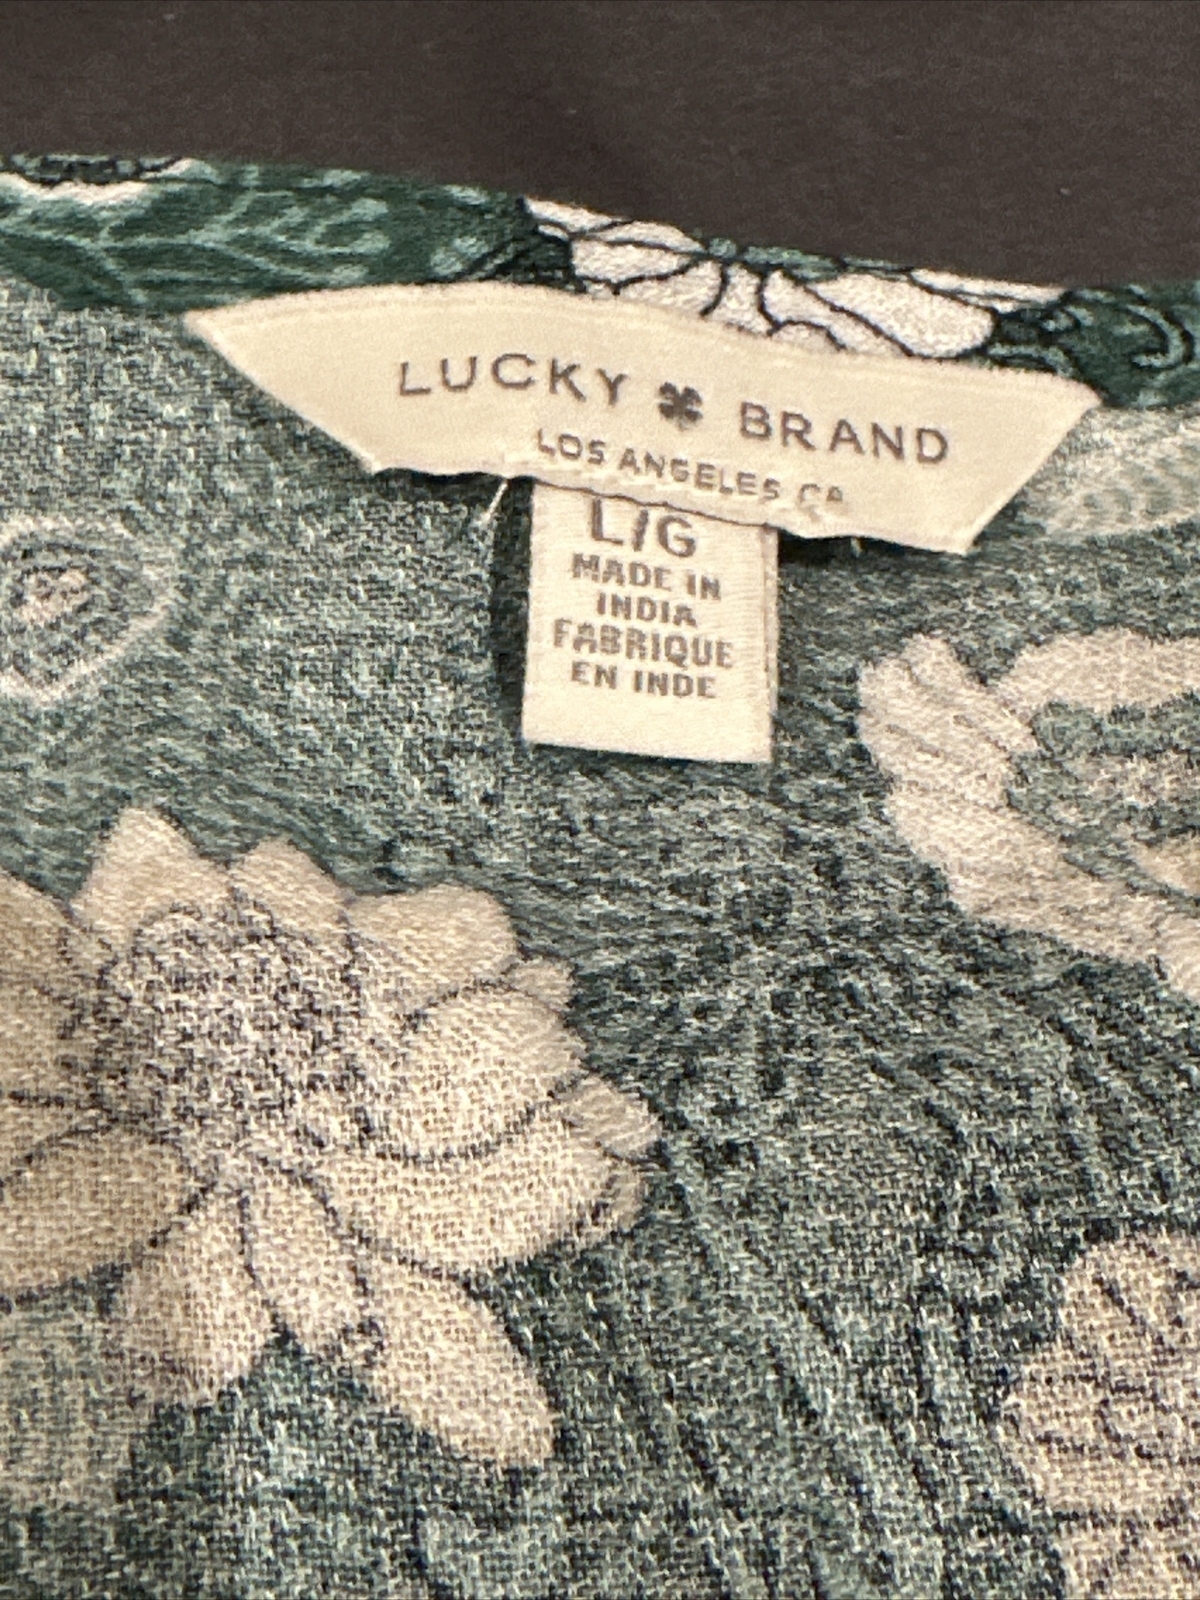 LUCKY BRAND
LOS ANGELES CA
L/G
MADE IN
INDIA
FABRIQUE
EN INDE